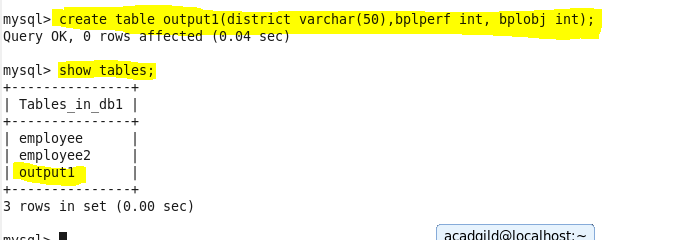 mysql> create table output1(district varchar(50),bplperf int, bplobj int);
Query OK, 0 rows affected (0.04 sec)
mysql> show tables;
+---------------+
| Tables_in_db1 |
+---------------+
| employee      |
| employee2     |
| output1       |
+---------------+
3 rows in set (0.00 sec)
mysql>
acadgild@localhost:~